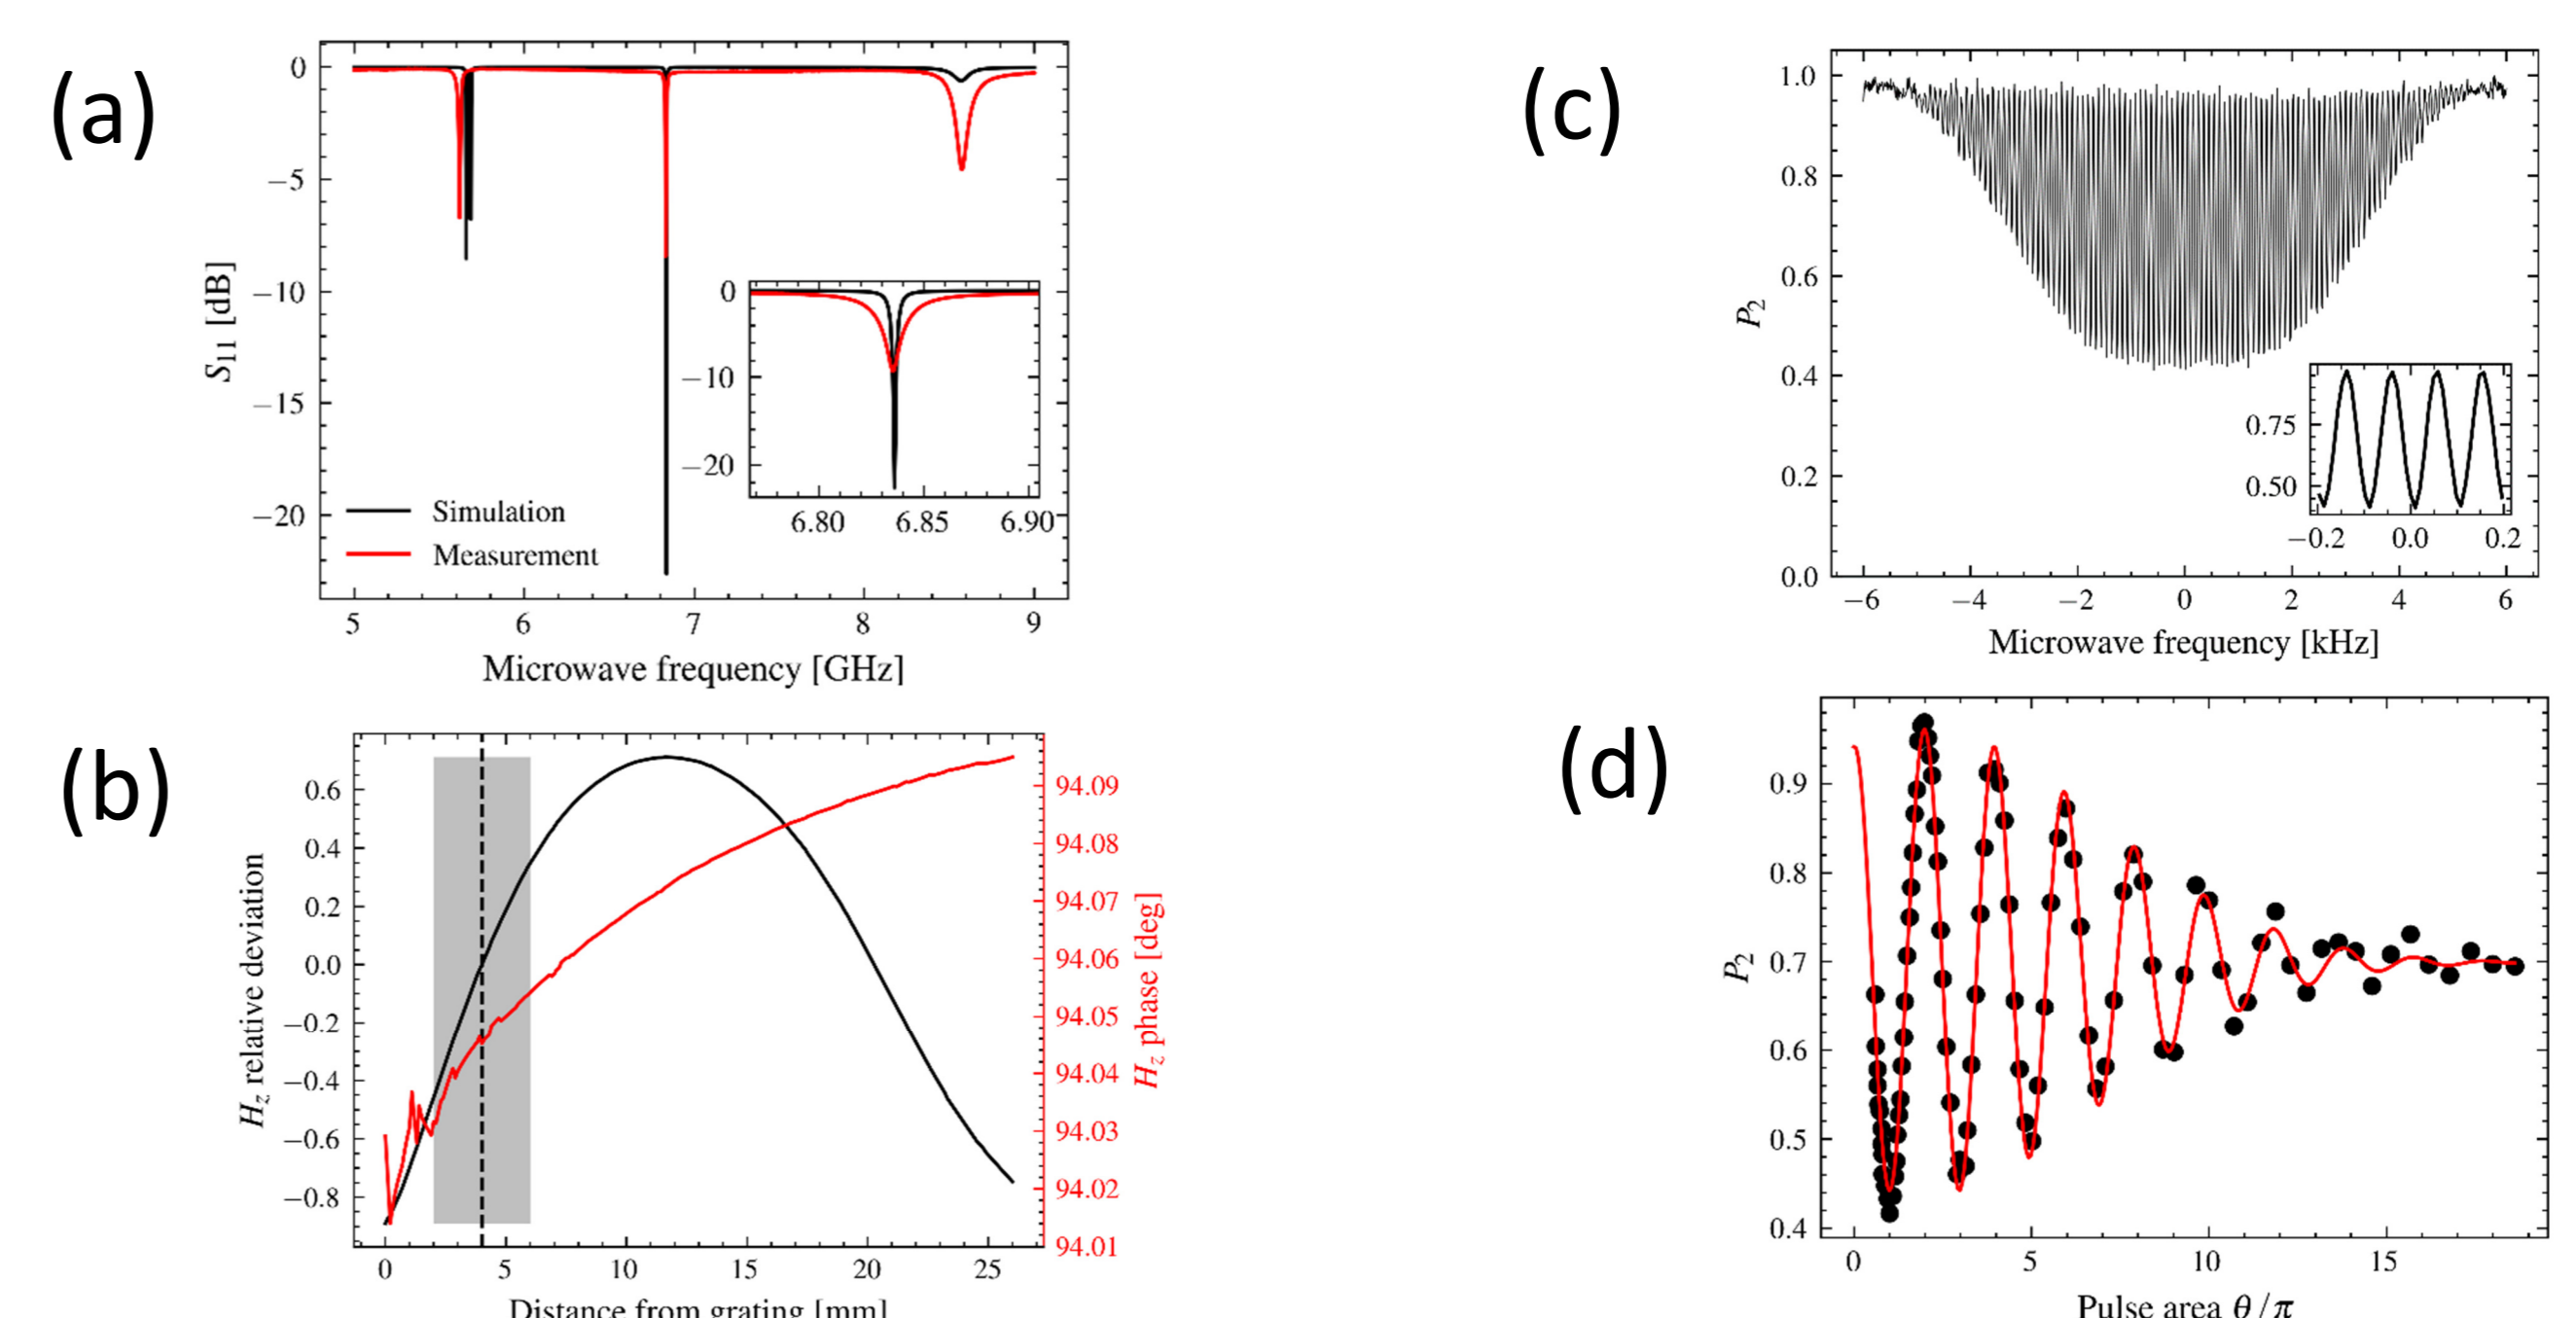 (a)
0
−5
−10
−15
−20
S11 [dB]
Simulation
Measurement
0
−10
−20
6.80 6.85 6.90
5 6 7 8 9
Microwave frequency [GHz]
(b)
0.6
0.4
0.2
0.0
−0.2
−0.4
−0.6
−0.8
Hz relative deviation
94.09
94.08
94.07
94.06
94.05
94.04
94.03
94.02
94.01
Hz phase [deg]
0 5 10 15 20 25
Distance from grating [mm]
(c)
1.0
0.8
0.6
0.4
0.2
0.0
P2
0.75
0.50
−0.2 0.0 0.2
−6 −4 −2 0 2 4 6
Microwave frequency [kHz]
(d)
0.9
0.8
0.7
0.6
0.5
0.4
P2
0 5 10 15
Pulse area θ/π